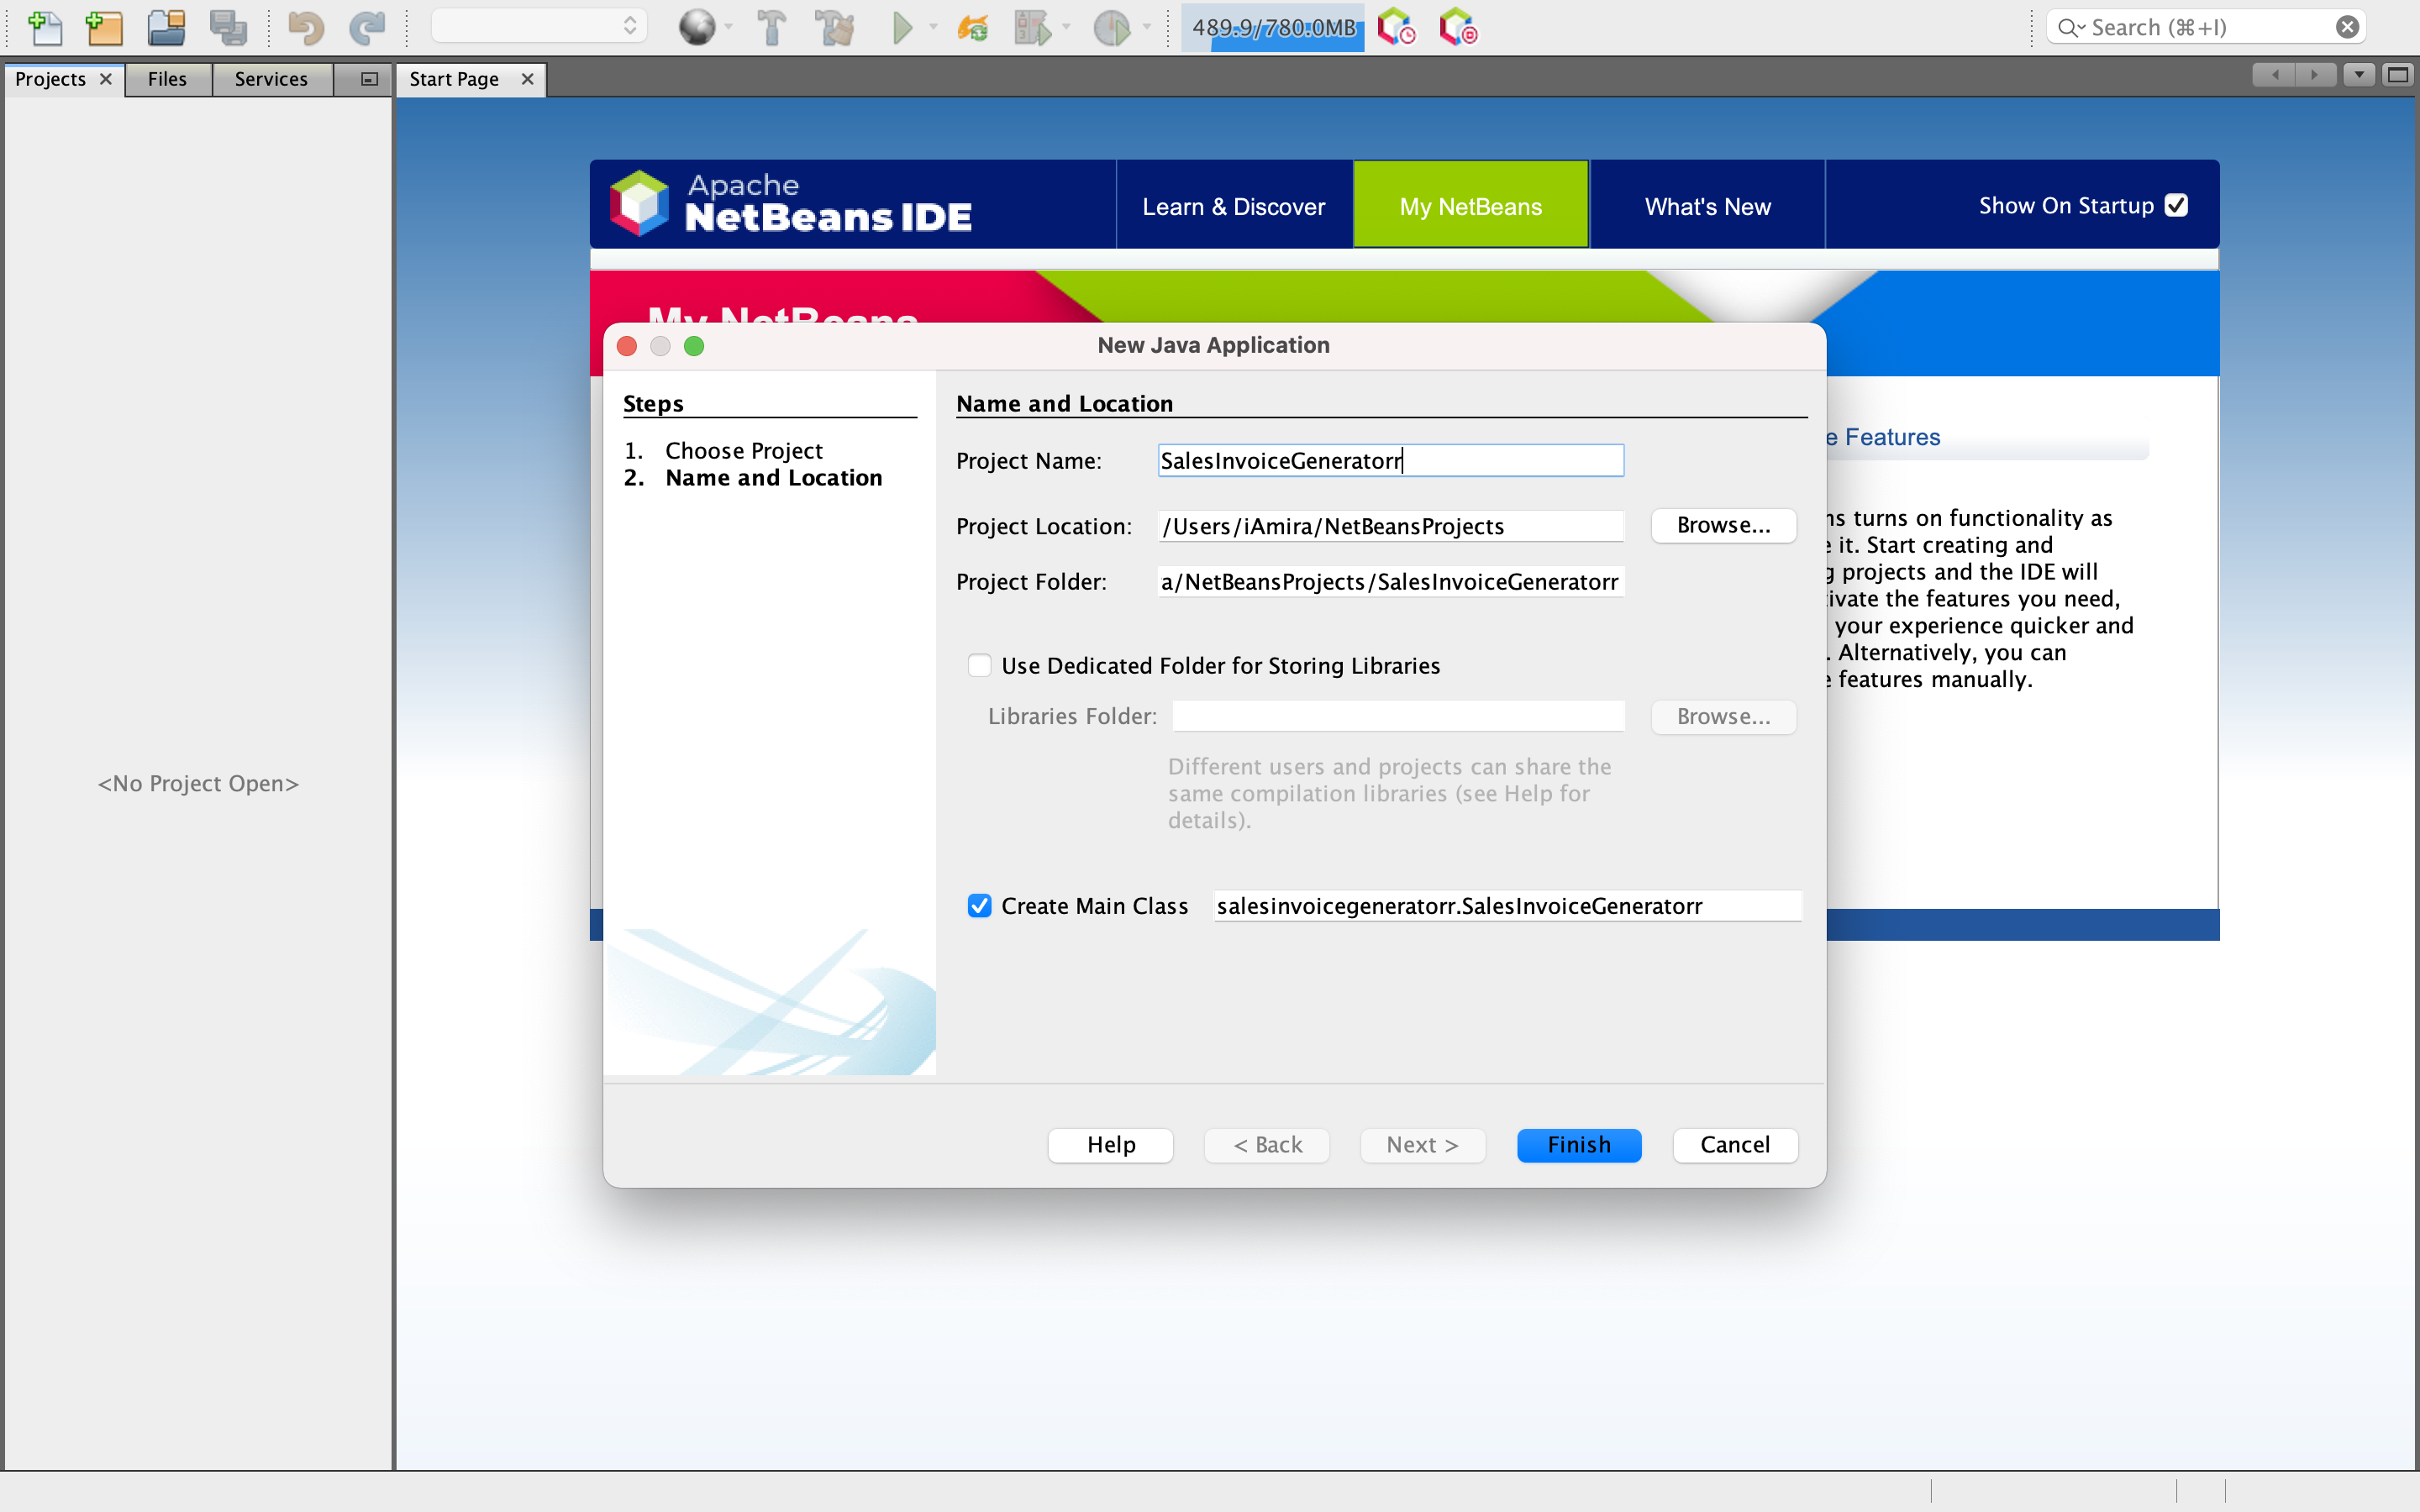 489.9/780.0MB
Search (⌘+I)
Projects
Files
Services
Start Page
Apache
NetBeans IDE
Learn & Discover
My NetBeans
What's New
Show On Startup
My NetBeans
New Java Application
Steps
1. Choose Project
2. Name and Location
Name and Location
Project Name: SalesInvoiceGeneratorr
Project Location: /Users/iAmira/NetBeansProjects Browse...
Project Folder: a/NetBeansProjects/SalesInvoiceGeneratorr
Use Dedicated Folder for Storing Libraries
Libraries Folder: Browse...
Different users and projects can share the
same compilation libraries (see Help for
details).
Create Main Class salesinvoicegeneratorr.SalesInvoiceGeneratorr
Help < Back Next > Finish Cancel
e Features
ns turns on functionality as
e it. Start creating and
g projects and the IDE will
ivate the features you need,
your experience quicker and
. Alternatively, you can
e features manually.
<No Project Open>